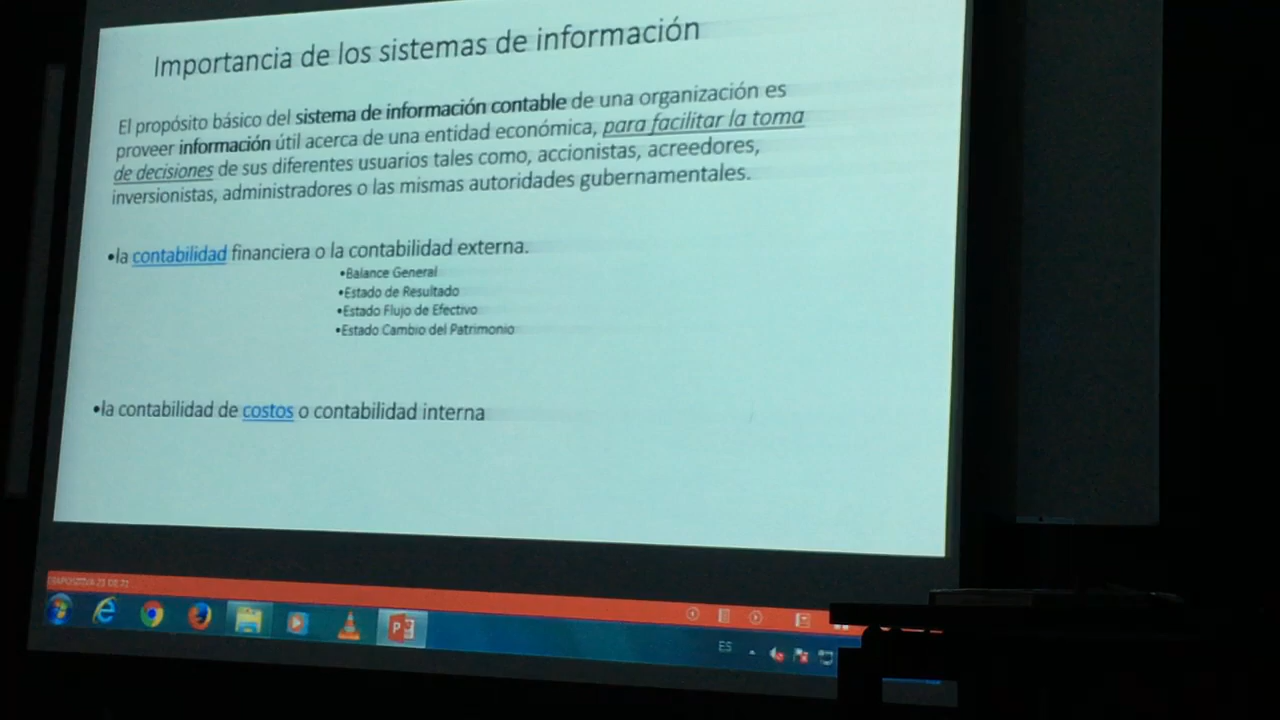 Importancia de los sistemas de información
El propósito básico del sistema de información contable de una organización es
proveer información útil acerca de una entidad económica, para facilitar la toma
de decisiones de sus diferentes usuarios tales como, accionistas, acreedores,
inversionistas, administradores o las mismas autoridades gubernamentales.
•la contabilidad financiera o la contabilidad externa.
•Balance General
•Estado de Resultado
•Estado Flujo de Efectivo
•Estado Cambio del Patrimonio
•la contabilidad de costos o contabilidad interna
ES